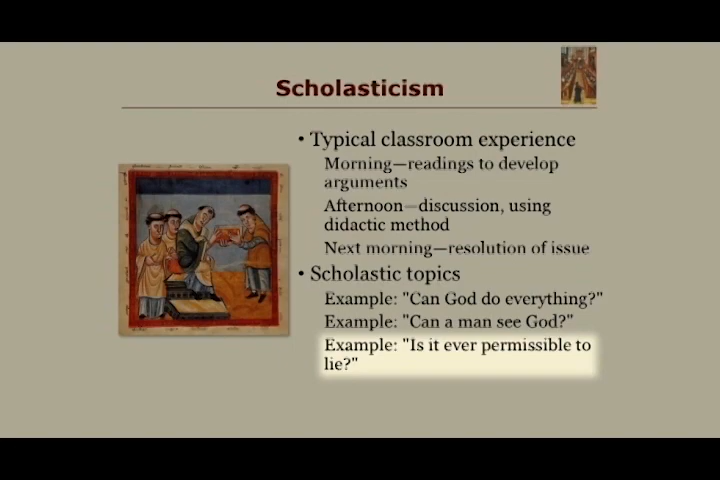 Scholasticism
• Typical classroom experience
Morning—readings to develop
arguments
Afternoon—discussion, using
didactic method
Next morning—resolution of issue
• Scholastic topics
Example: "Can God do everything?"
Example: "Can a man see God?"
Example: "Is it ever permissible to
lie?"